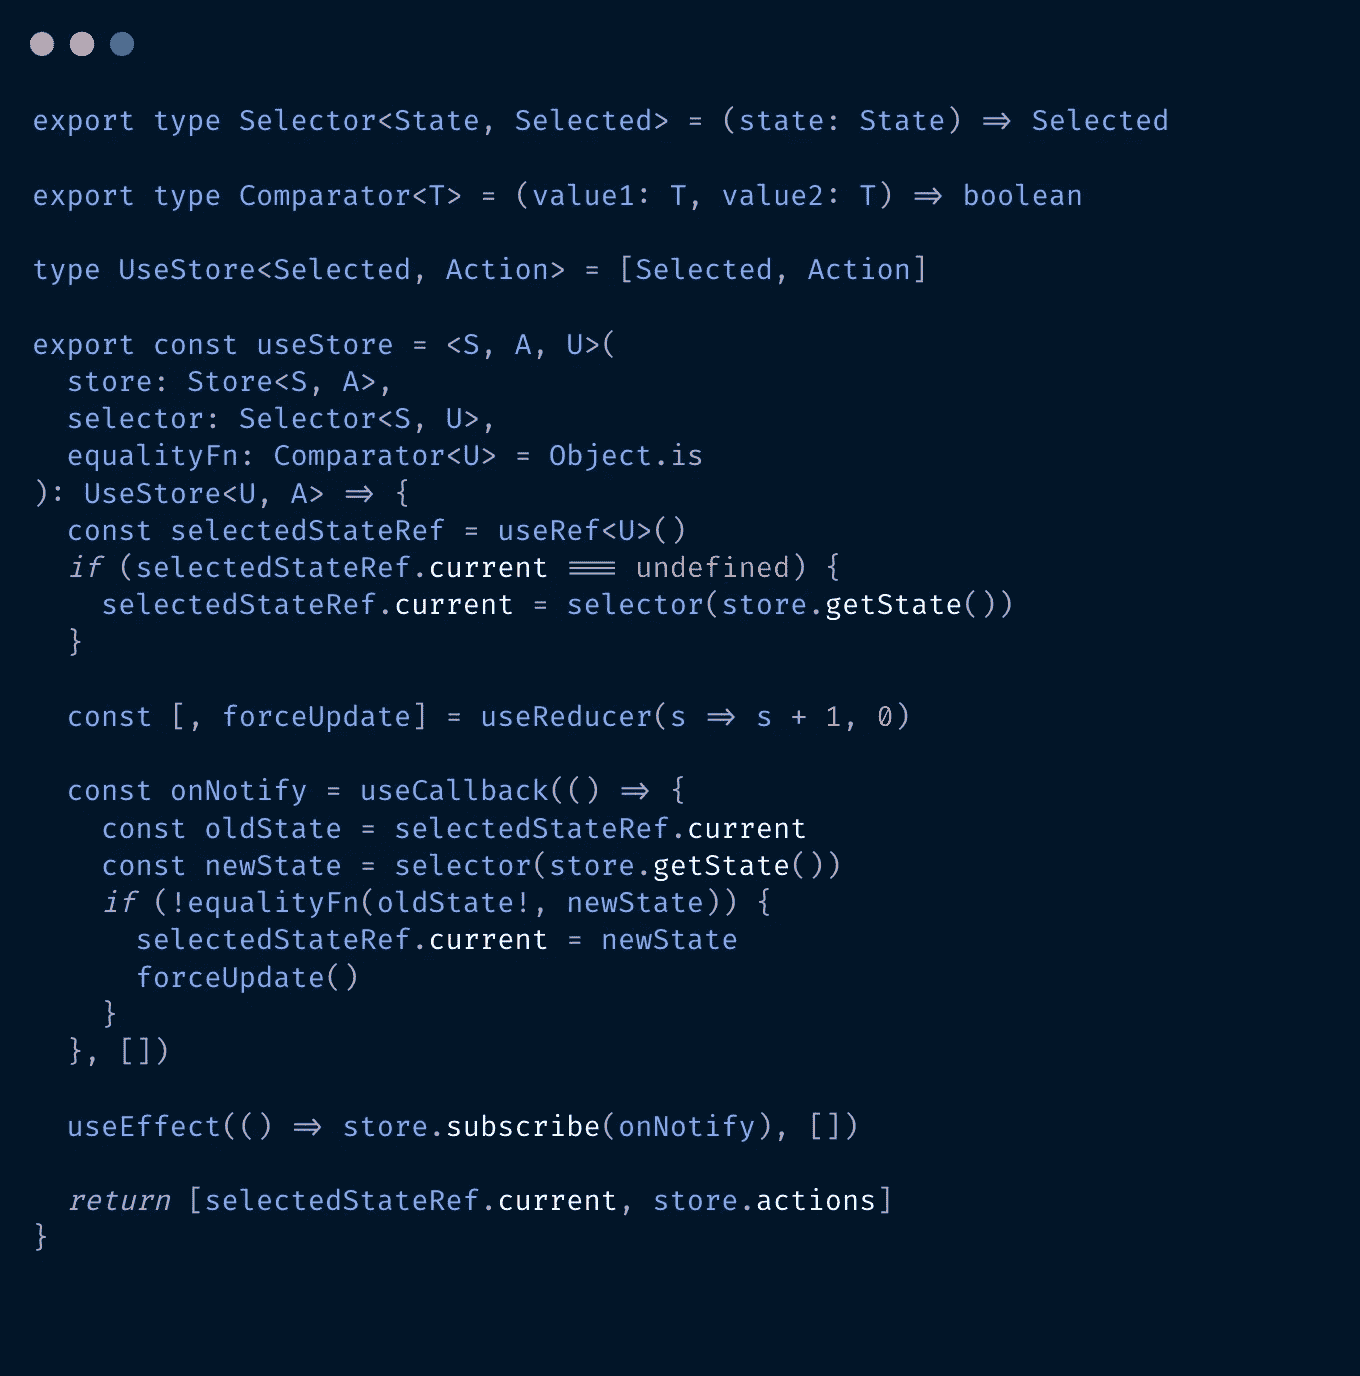 export type Selector<State, Selected> = (state: State) => Selected
export type Comparator<T> = (value1: T, value2: T) => boolean
type UseStore<Selected, Action> = [Selected, Action]
export const useStore = <S, A, U>(
  store: Store<S, A>,
  selector: Selector<S, U>,
  equalityFn: Comparator<U> = Object.is
): UseStore<U, A> => {
  const selectedStateRef = useRef<U>()
  if (selectedStateRef.current === undefined) {
    selectedStateRef.current = selector(store.getState())
  }
  const [, forceUpdate] = useReducer(s => s + 1, 0)
  const onNotify = useCallback(() => {
    const oldState = selectedStateRef.current
    const newState = selector(store.getState())
    if (!equalityFn(oldState!, newState)) {
      selectedStateRef.current = newState
      forceUpdate()
    }
  }, [])
  useEffect(() => store.subscribe(onNotify), [])
  return [selectedStateRef.current, store.actions]
}